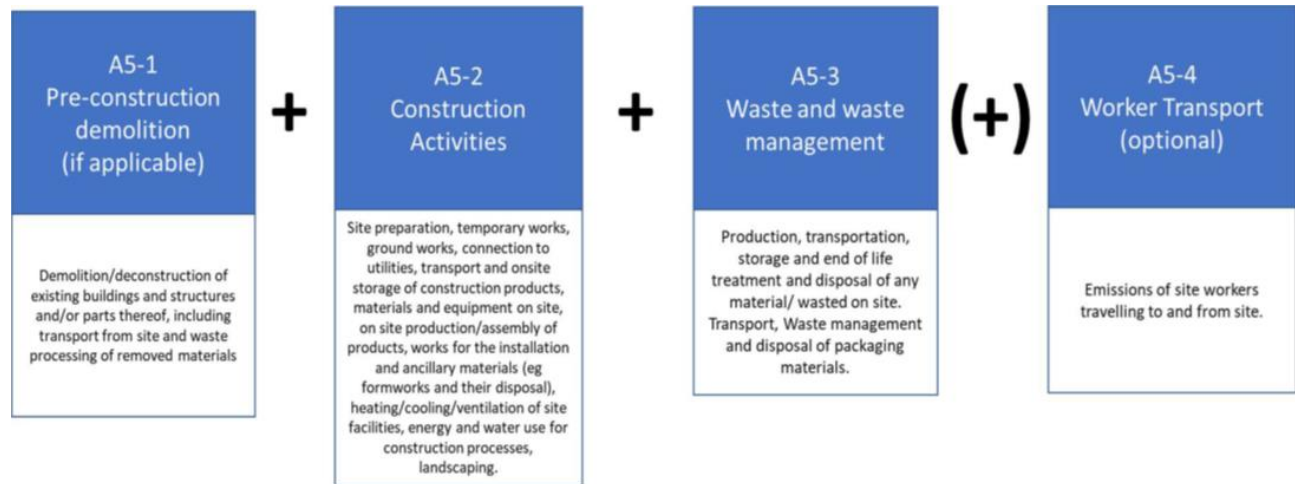 A5-1
Pre-construction
demolition
(if applicable)
Demolition/deconstruction of
existing buildings and structures
and/or parts thereof, including
transport from site and waste
processing of removed materials
+
A5-2
Construction
Activities
Site preparation, temporary works,
ground works, connection to
utilities, transport and onsite
storage of construction products,
materials and equipment on site,
on site production/assembly of
products, works for the installation
and ancillary materials (eg
formworks and their disposal),
heating/cooling/ventilation of site
facilities, energy and water use for
construction processes,
landscaping.
+
A5-3
Waste and waste
management
Production, transportation,
storage and end of life
treatment and disposal of any
material/ wasted on site.
Transport, Waste management
and disposal of packaging
materials.
(+)
A5-4
Worker Transport
(optional)
Emissions of site workers
travelling to and from site.